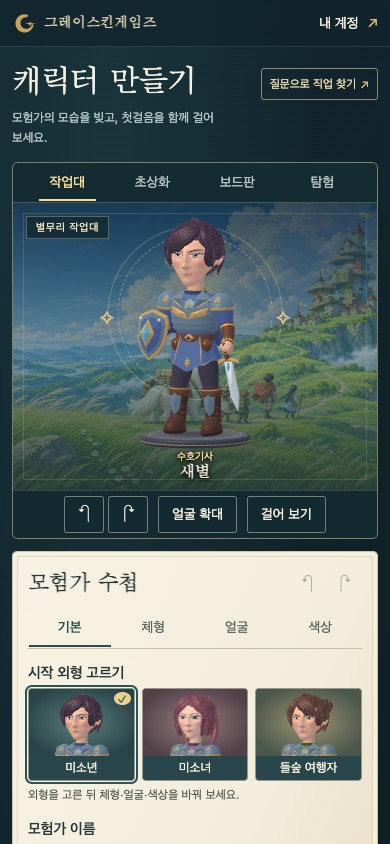 그레이스킨게임즈
내 계정 ↗
캐릭터 만들기
질문으로 직업 찾기 ↗
모험가의 모습을 빚고, 첫걸음을 함께 걸어
보세요.
작업대 초상화 보드판 탐험
별무리 작업대
수호기사
새별
얼굴 확대 걸어 보기
모험가 수첩
기본 체형 얼굴 색상
시작 외형 고르기
미소년 미소녀 들숲 여행자
외형을 고른 뒤 체형·얼굴·색상을 바꿔 보세요.
모험가 이름